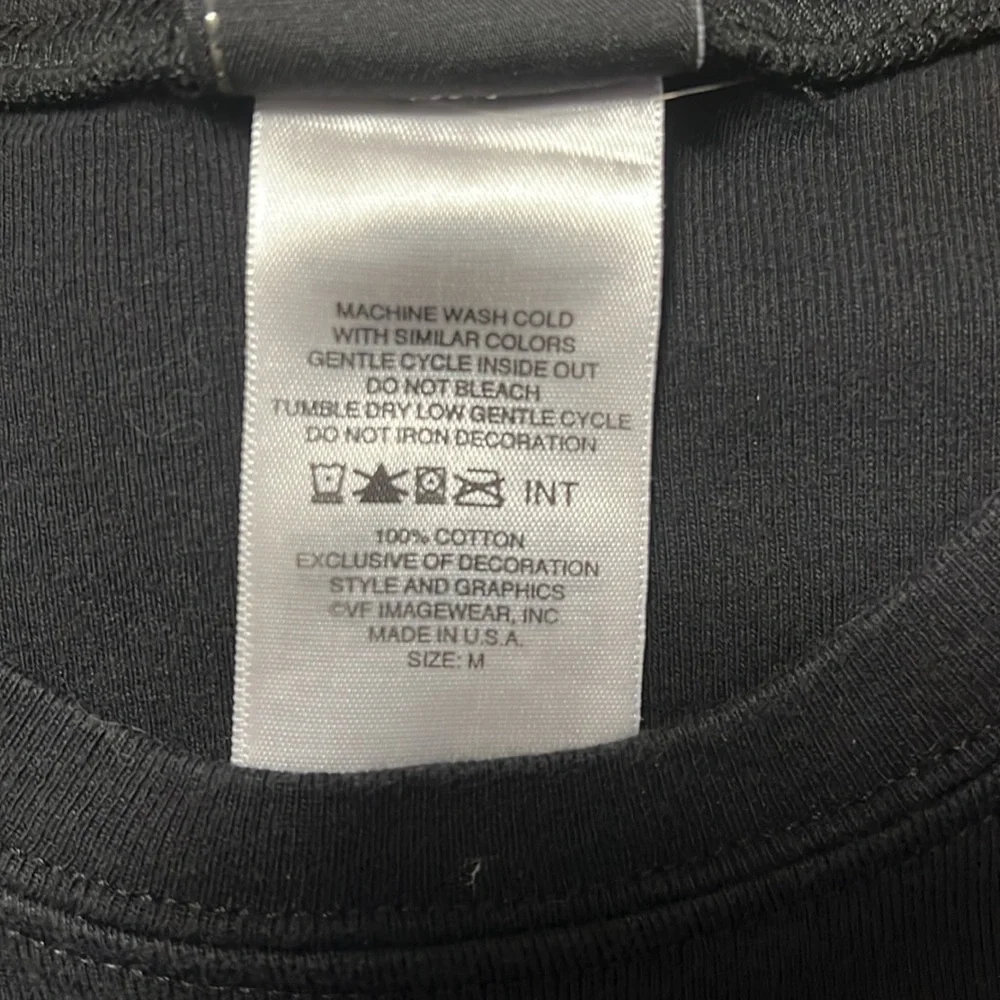 MACHINE WASH COLD
WITH SIMILAR COLORS
GENTLE CYCLE INSIDE OUT
DO NOT BLEACH
TUMBLE DRY LOW GENTLE CYCLE
DO NOT IRON DECORATION
INT
100% COTTON
EXCLUSIVE OF DECORATION
STYLE AND GRAPHICS
©VF IMAGEWEAR, INC
MADE IN U.S.A.
SIZE: M